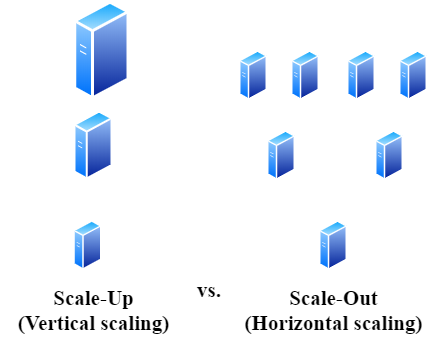 Scale-Up
(Vertical scaling)
vs.
Scale-Out
(Horizontal scaling)